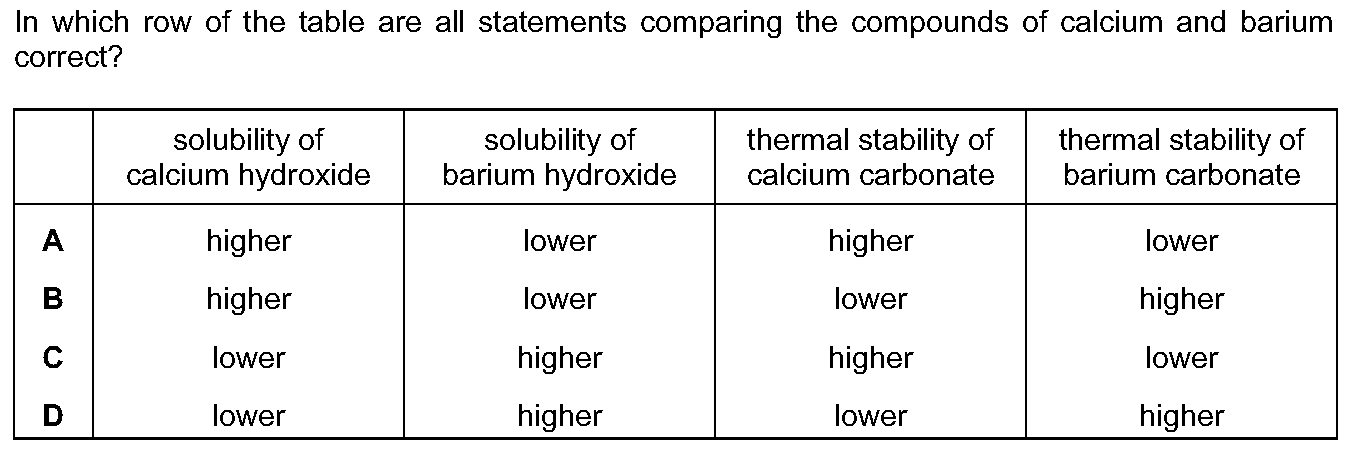 In which row of the table are all statements comparing the compounds of calcium and barium
correct?
solubility of calcium hydroxide solubility of barium hydroxide thermal stability of calcium carbonate thermal stability of barium carbonate
A higher lower higher lower
B higher lower lower higher
C lower higher higher lower
D lower higher lower higher